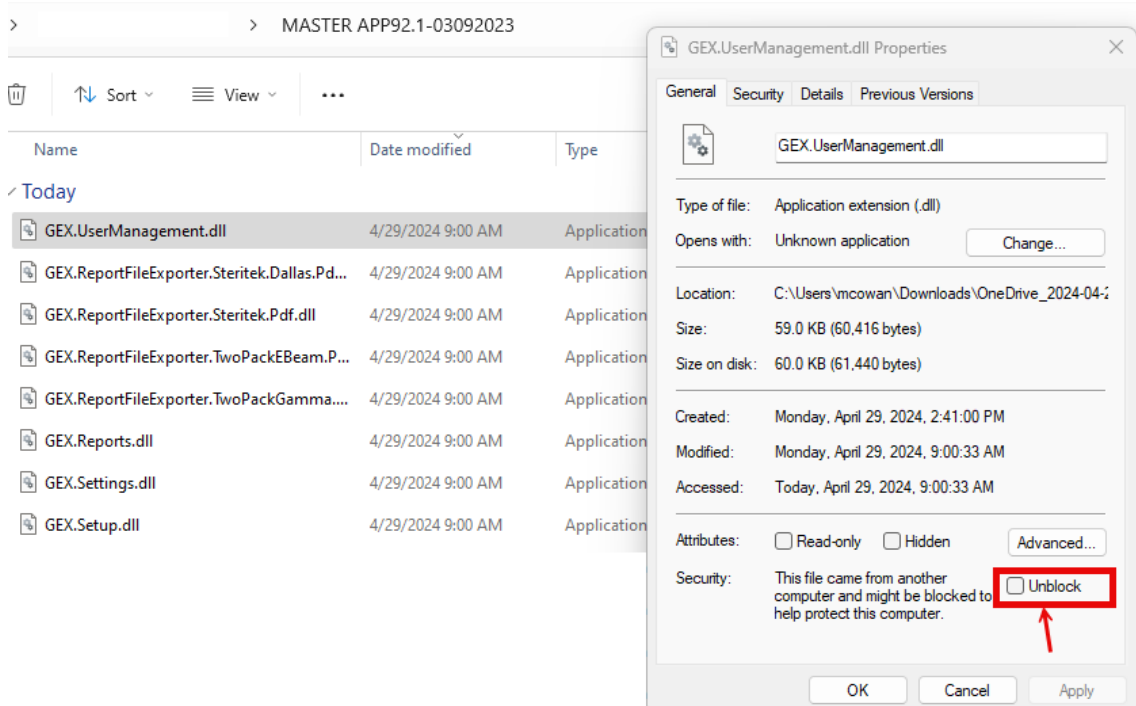 MASTER APP92.1-03092023
Sort View ...
Name Date modified Type
Today
GEX.UserManagement.dll 4/29/2024 9:00 AM Application
GEX.ReportFileExporter.Steritek.Dallas.Pd... 4/29/2024 9:00 AM Application
GEX.ReportFileExporter.Steritek.Pdf.dll 4/29/2024 9:00 AM Application
GEX.ReportFileExporter.TwoPackEBeam.P... 4/29/2024 9:00 AM Application
GEX.ReportFileExporter.TwoPackGamma.... 4/29/2024 9:00 AM Application
GEX.Reports.dll 4/29/2024 9:00 AM Application
GEX.Settings.dll 4/29/2024 9:00 AM Application
GEX.Setup.dll 4/29/2024 9:00 AM Application
GEX.UserManagement.dll Properties
General Security Details Previous Versions
GEX.UserManagement.dll
Type of file: Application extension (.dll)
Opens with: Unknown application Change...
Location: C:\Users\mcowan\Downloads\OneDrive_2024-04-2
Size: 59.0 KB (60,416 bytes)
Size on disk: 60.0 KB (61,440 bytes)
Created: Monday, April 29, 2024, 2:41:00 PM
Modified: Monday, April 29, 2024, 9:00:33 AM
Accessed: Today, April 29, 2024, 9:00:33 AM
Attributes: Read-only Hidden Advanced...
Security: This file came from another
computer and might be blocked to
help protect this computer.
Unblock
OK Cancel Apply